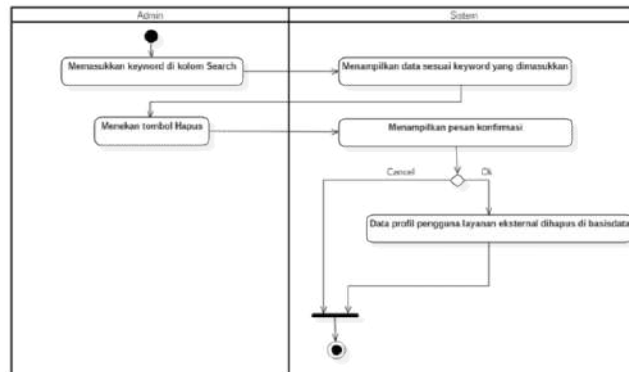 Admin
Sistem
Memasukkan keyword di kolom Search
Menampilkan data sesuai keyword yang dimasukkan
Menekan tombol Hapus
Menampilkan pesan konfirmasi
Cancel
Ok
Data profil pengguna layanan eksternal dihapus di basisdata